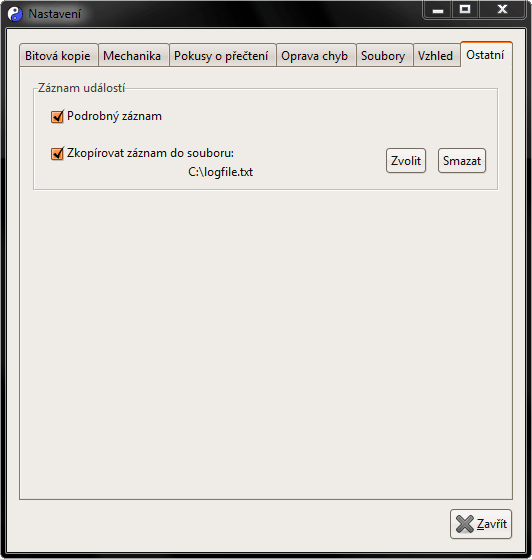 Nastavení
Bitová kopie Mechanika Pokusy o přečtení Oprava chyb Soubory Vzhled Ostatní
Záznam událostí
Podrobný záznam
Zkopírovat záznam do souboru: Zvolit Smazat
C:\logfile.txt
Zavřít